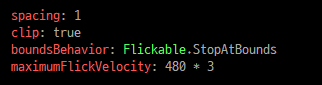 spacing: 1
clip: true
boundsBehavior: Flickable.StopAtBounds
maximumFlickVelocity: 480 * 3